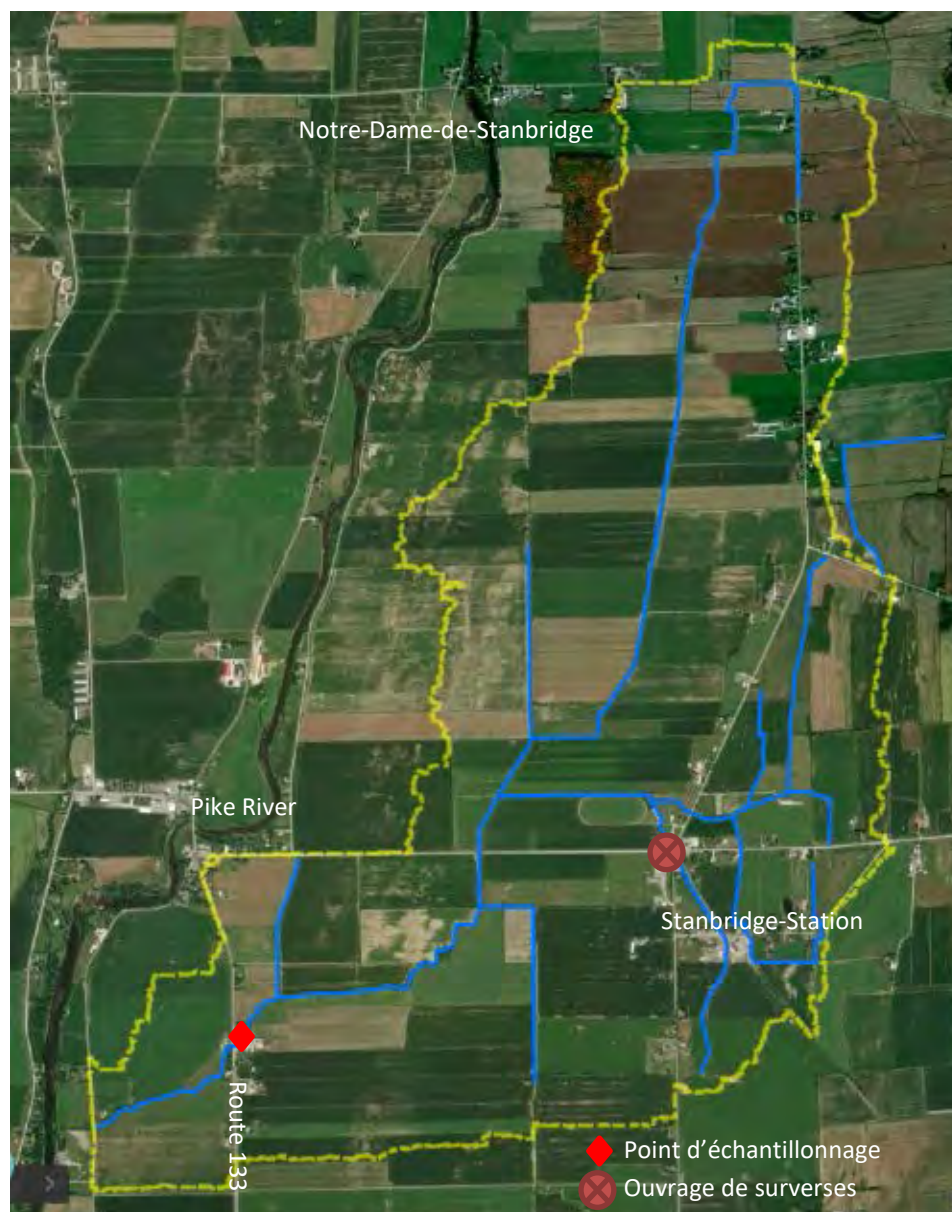 Notre-Dame-de-Stanbridge
Pike River
Stanbridge-Station
Route 133
Point d'échantillonnage
Ouvrage de surverses